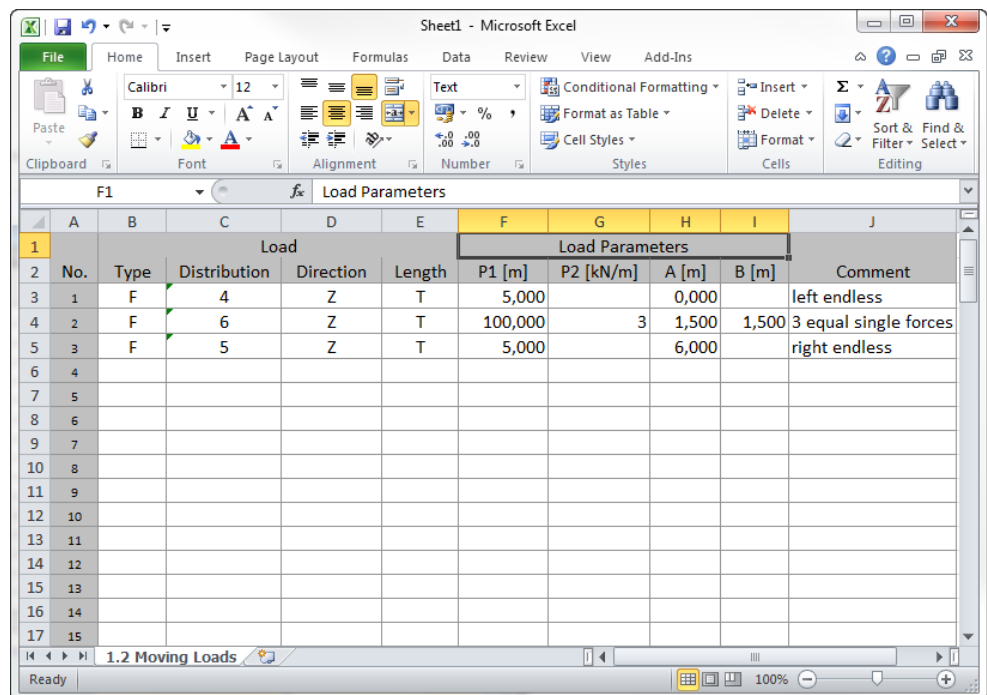 Sheet1 - Microsoft Excel
File Home Insert Page Layout Formulas Data Review View Add-Ins
Paste
Calibri 12
B I U A A
A
Text
% ,
Conditional Formatting
Format as Table
Cell Styles
Insert
Delete
Format
Σ
Sort & Filter
Find & Select
Clipboard Font Alignment Number Styles Cells Editing
F1 fx Load Parameters
A B C D E F G H I J
1 Load Load Parameters
2 No. Type Distribution Direction Length P1 [m] P2 [kN/m] A [m] B [m] Comment
3 1 F 4 Z T 5,000 0,000 left endless
4 2 F 6 Z T 100,000 3 1,500 1,500 3 equal single forces
5 3 F 5 Z T 5,000 6,000 right endless
6 4
7 5
8 6
9 7
10 8
11 9
12 10
13 11
14 12
15 13
16 14
17 15
1.2 Moving Loads
Ready 100%